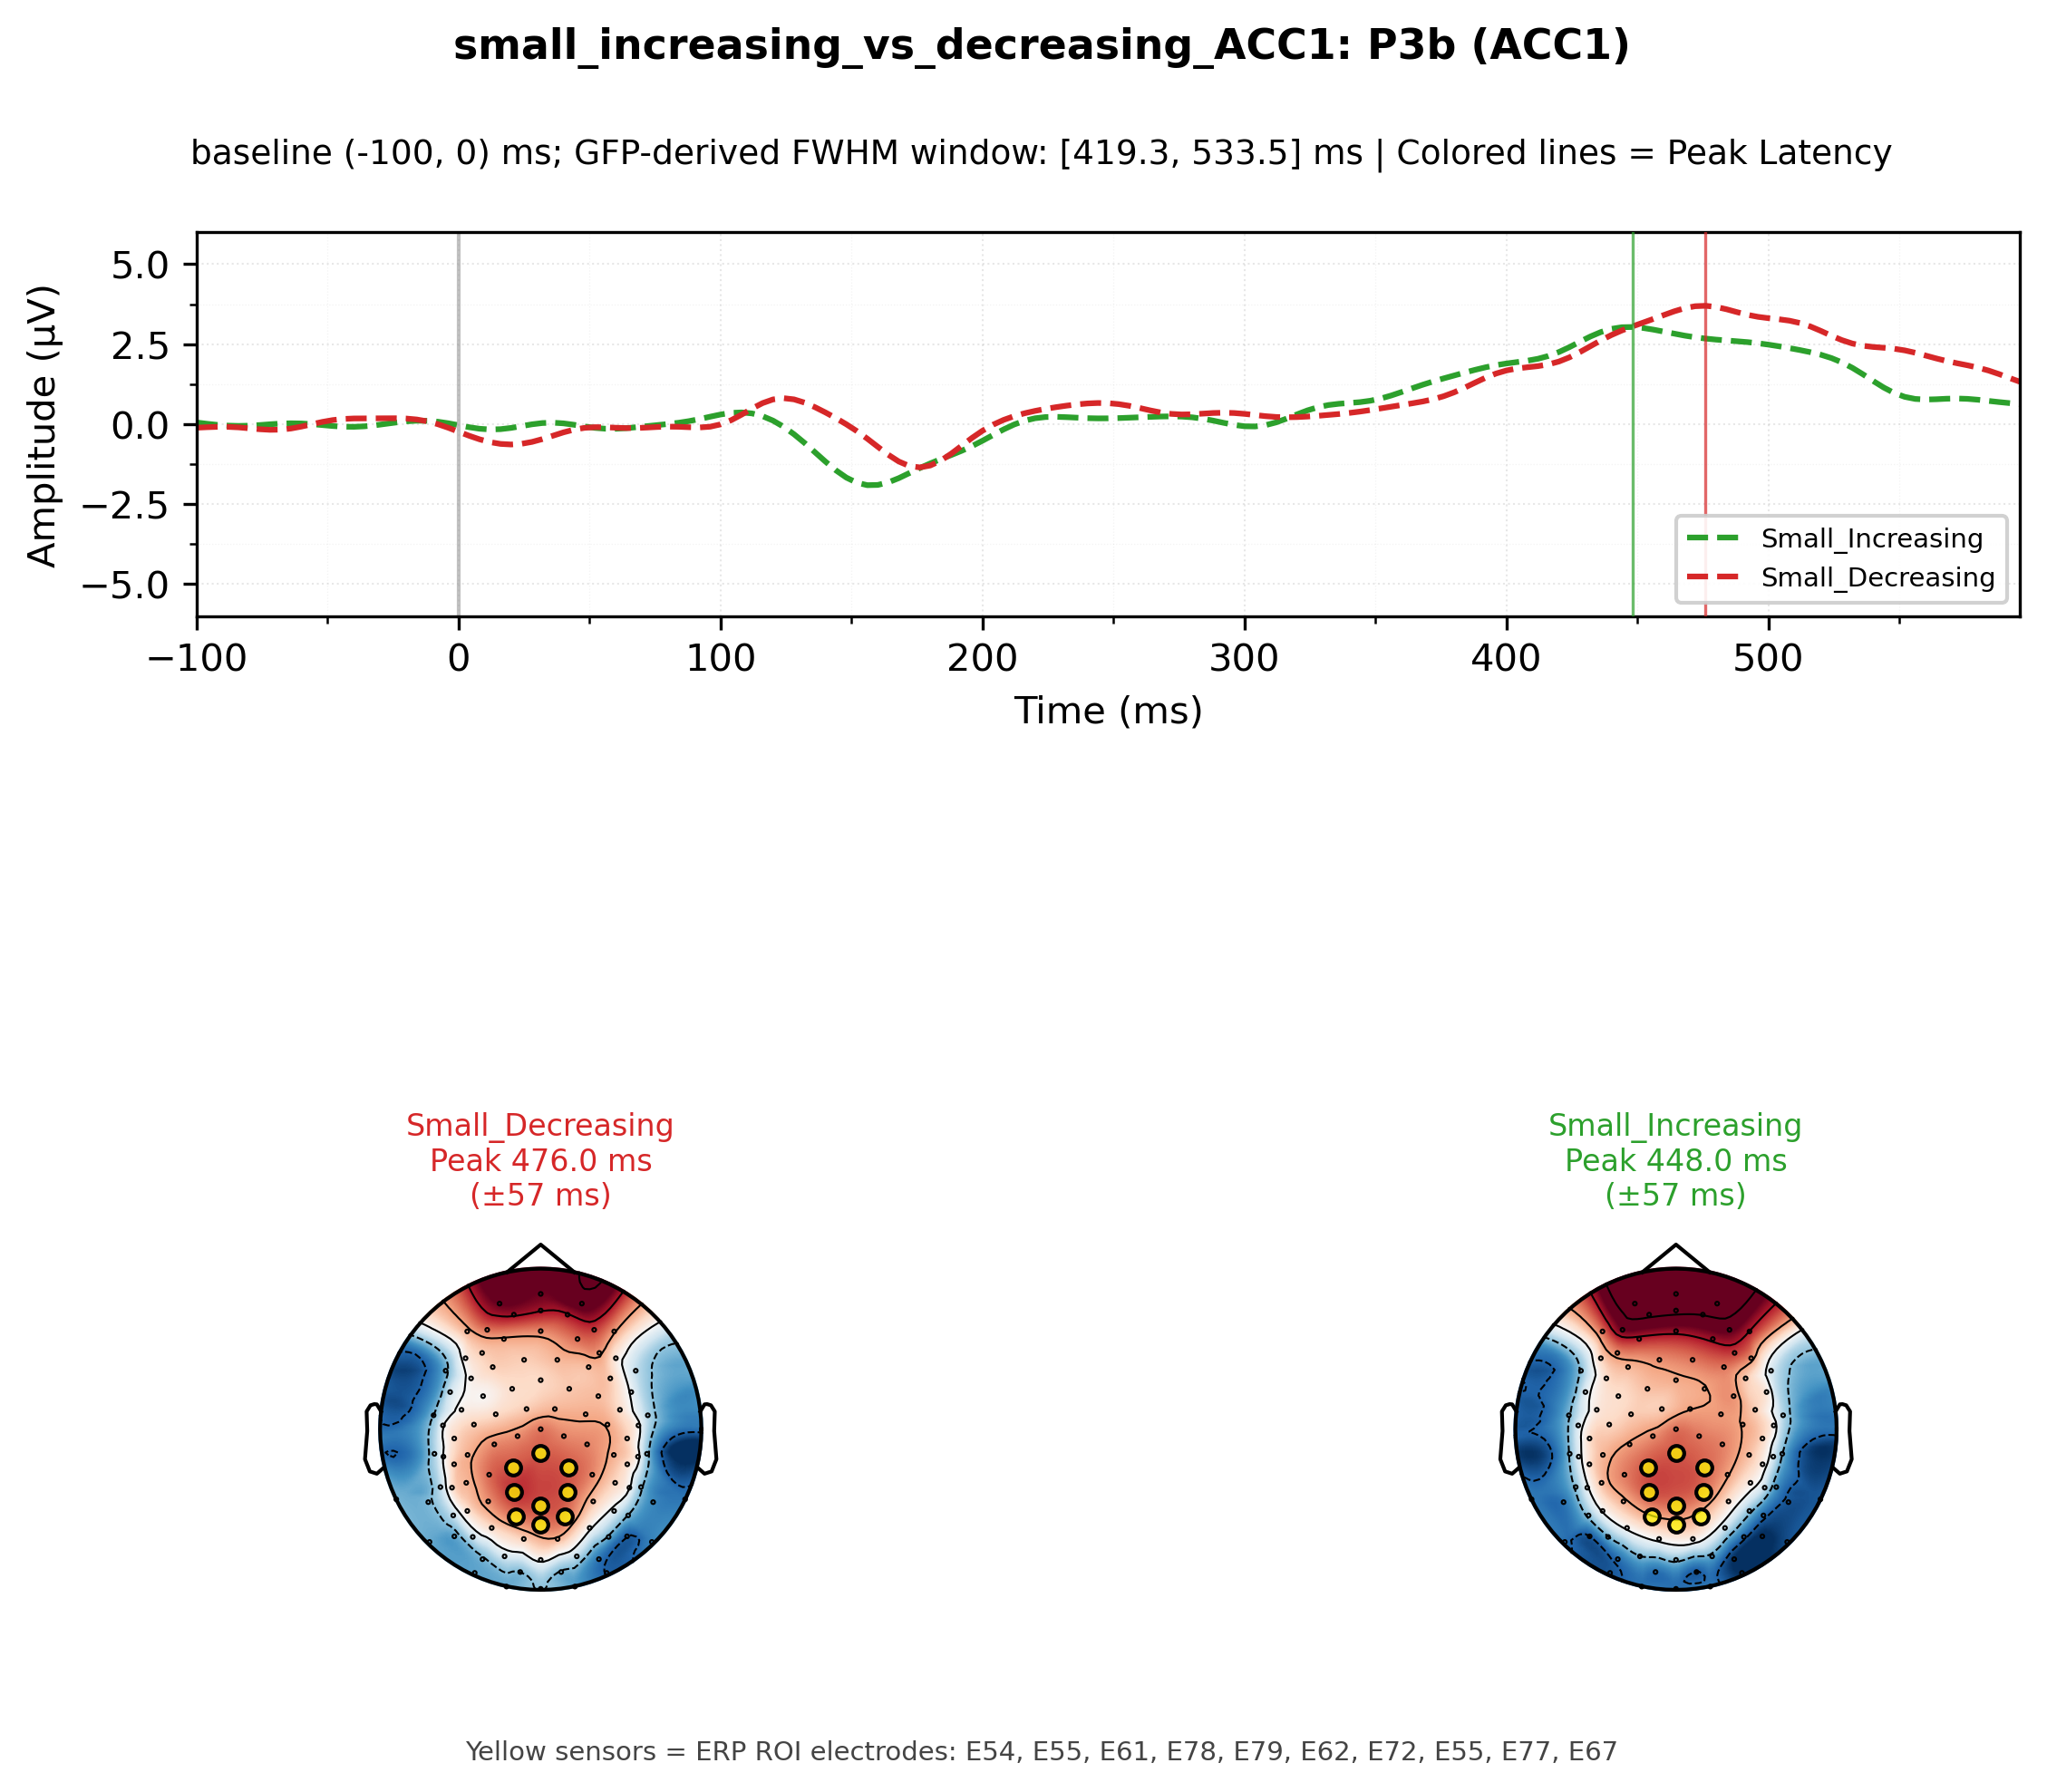 small_increasing_vs_decreasing_ACC1: P3b (ACC1)
baseline (-100, 0) ms; GFP-derived FWHM window: [419.3, 533.5] ms | Colored lines = Peak Latency
Amplitude (µV)
5.0
2.5
0.0
−2.5
−5.0
Small_Increasing
Small_Decreasing
−100
0
100
200
300
400
500
Time (ms)
Small_Decreasing
Peak 476.0 ms
(±57 ms)
Small_Increasing
Peak 448.0 ms
(±57 ms)
Yellow sensors = ERP ROI electrodes: E54, E55, E61, E78, E79, E62, E72, E55, E77, E67